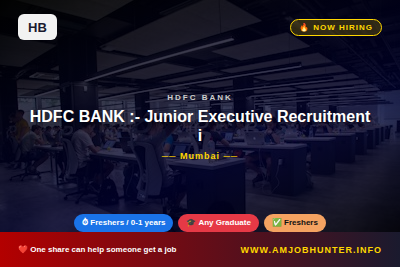 HB
🔥 NOW HIRING
HDFC BANK
HDFC BANK :- Junior Executive Recruitment
i
── Mumbai ──
⏱ Freshers / 0-1 years
🎓 Any Graduate
✅ Freshers
❤️ One share can help someone get a job
WWW.AMJOBHUNTER.INFO